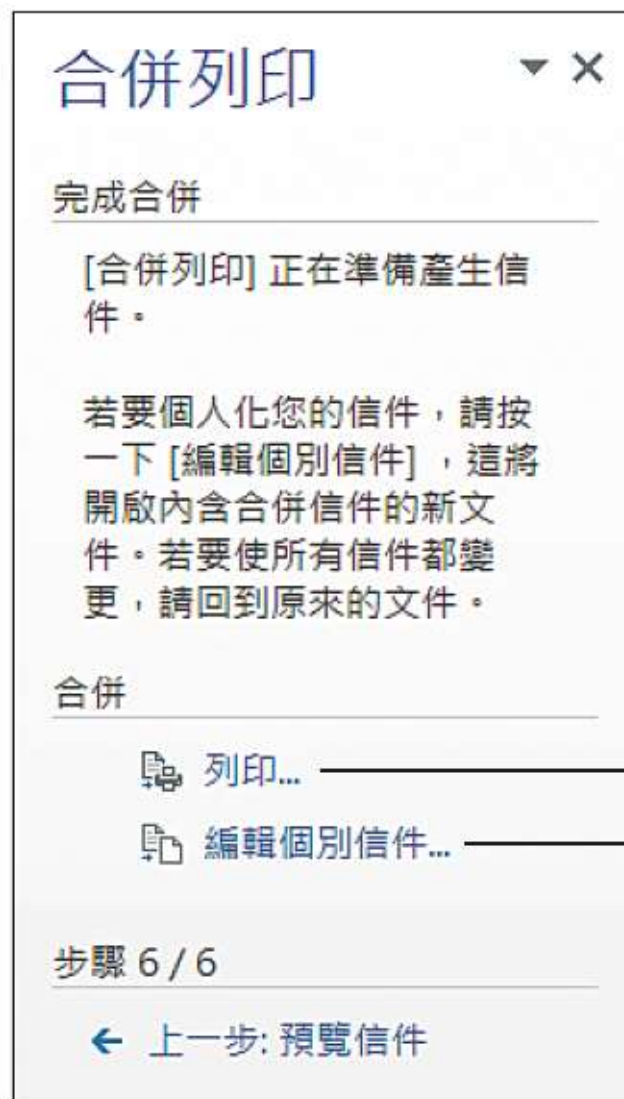 合併列印
完成合併
[合併列印] 正在準備產生信
件。
若要個人化您的信件，請按
一下 [編輯個別信件] ，這將
開啟內含合併信件的新文
件。若要使所有信件都變
更，請回到原來的文件。
合併
列印...
編輯個別信件...
步驟 6 / 6
上一步: 預覽信件